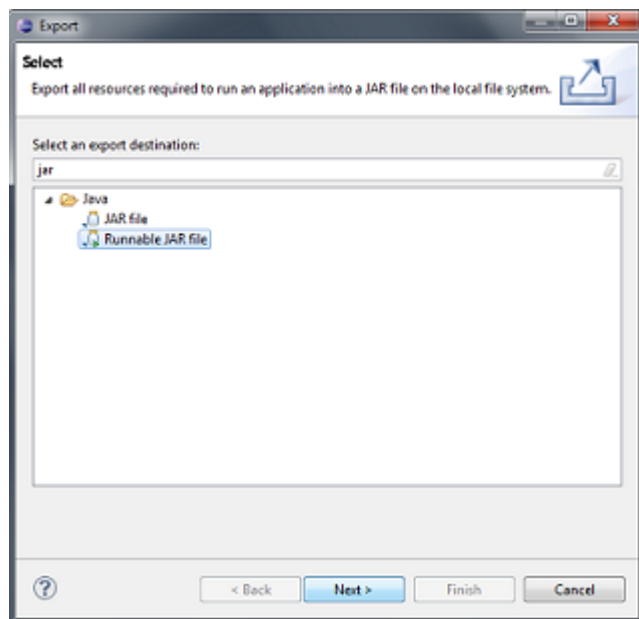 Export
Select
Export all resources required to run an application into a JAR file on the local file system.
Select an export destination:
jar
Java
JAR file
Runnable JAR file
? < Back Next > Finish Cancel